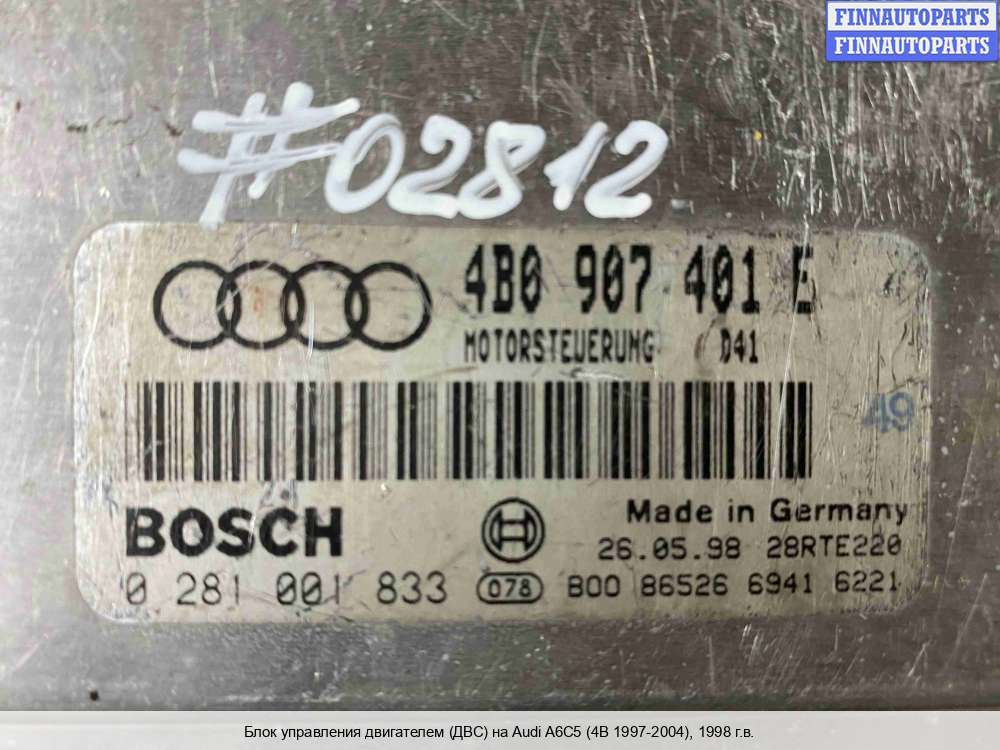 FINNAUTOPARTS
FINNAUTOPARTS
#02812
4B0 907 401 E
MOTORSTEUERUNG D41
49
BOSCH
Made in Germany
26.05.98 28RTE220
0 281 001 833 078 B00 86526 6941 6221
Блок управления двигателем (ДВС) на Audi A6C5 (4B 1997-2004), 1998 г.в.